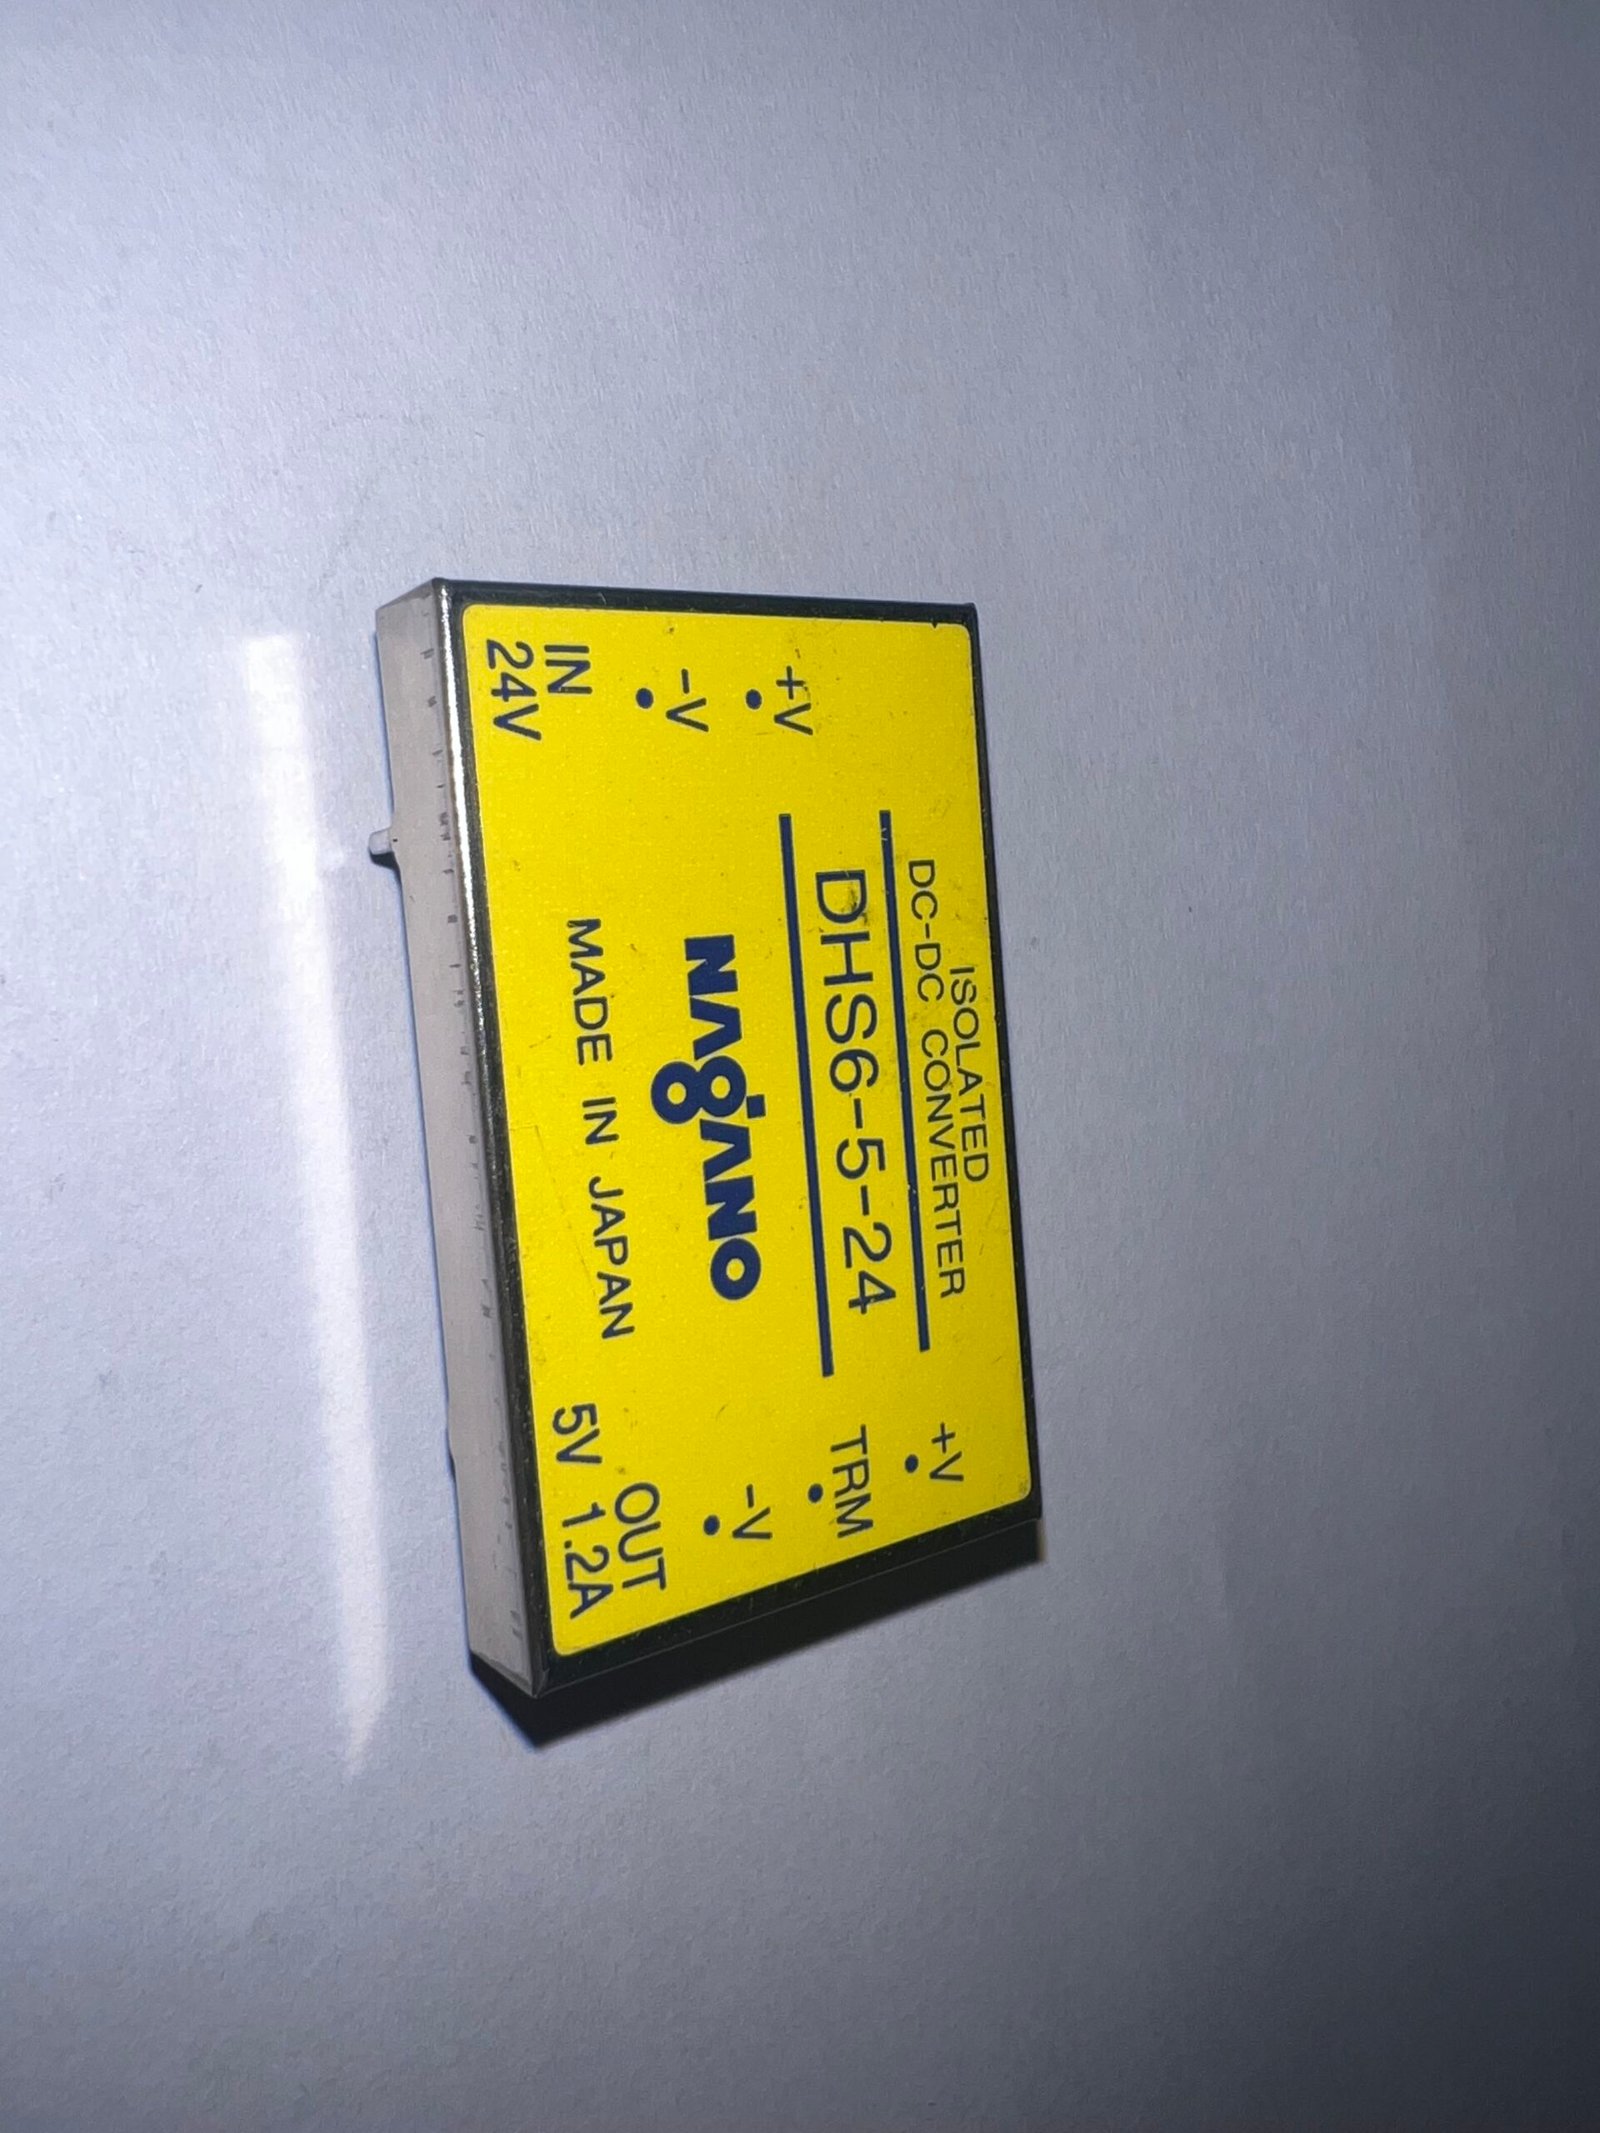 ISOLATED
DC-DC CONVERTER
DHS6-5-24
+V
-V
IN
24V
NAGANO
MADE IN JAPAN
+V
TRM
-V
OUT
5V 1.2A